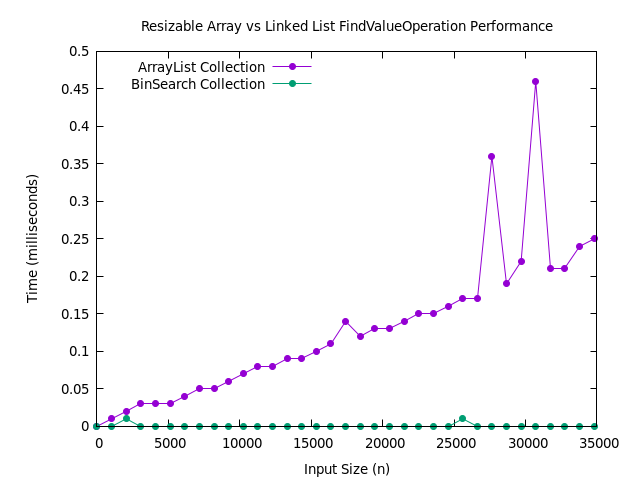 Resizable Array vs Linked List FindValueOperation Performance
0.5
ArrayList Collection
BinSearch Collection
0.45
0.4
0.35
0.3
0.25
0.2
0.15
0.1
0.05
0
Time (milliseconds)
0 5000 10000 15000 20000 25000 30000 35000
Input Size (n)